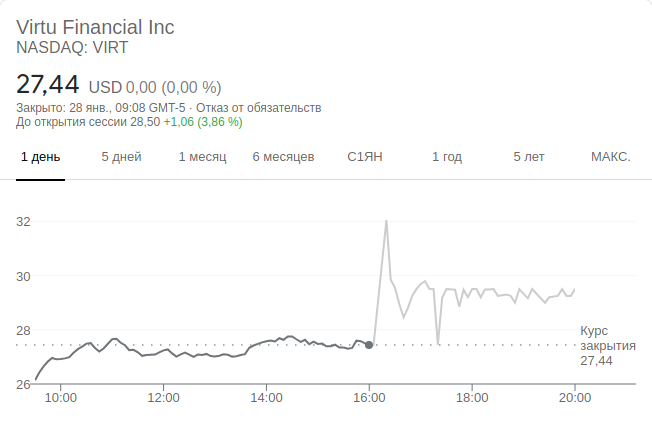 Virtu Financial Inc
NASDAQ: VIRT
27,44 USD 0,00 (0,00 %)
Закрыто: 28 янв., 09:08 GMT-5 · Отказ от обязательств
До открытия сессии 28,50 +1,06 (3,86 %)
1 день 5 дней 1 месяц 6 месяцев С1ЯН 1 год 5 лет МАКС.
32
30
28
26
Курс
закрытия
27,44
10:00 12:00 14:00 16:00 18:00 20:00